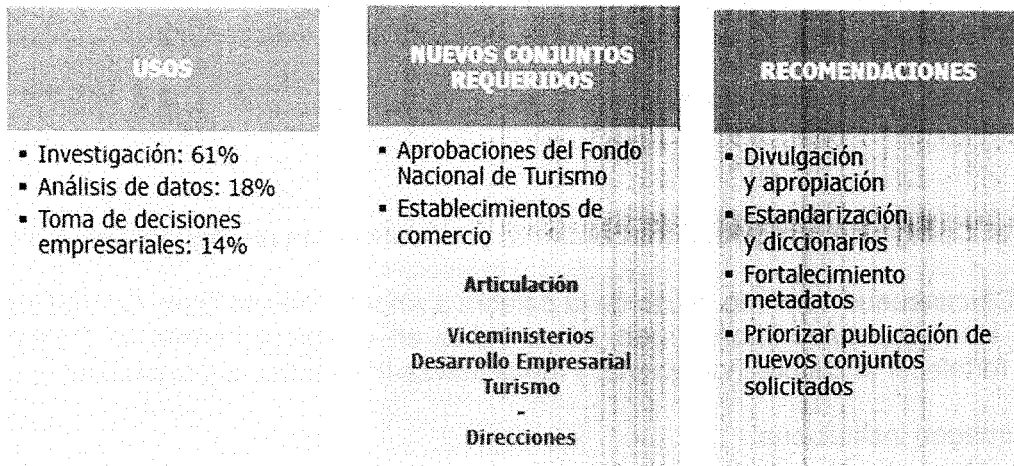 USOS
▪ Investigación: 61%
▪ Análisis de datos: 18%
▪ Toma de decisiones
empresariales: 14%
NUEVOS CONJUNTOS
REQUERIDOS
▪ Aprobaciones del Fondo
Nacional de Turismo
▪ Establecimientos de
comercio
Articulación
Viceministerios
Desarrollo Empresarial
Turismo
-
Direcciones
RECOMENDACIONES
▪ Divulgación
y apropiación
▪ Estandarización
y diccionarios
▪ Fortalecimiento
metadatos
▪ Priorizar publicación de
nuevos conjuntos
solicitados